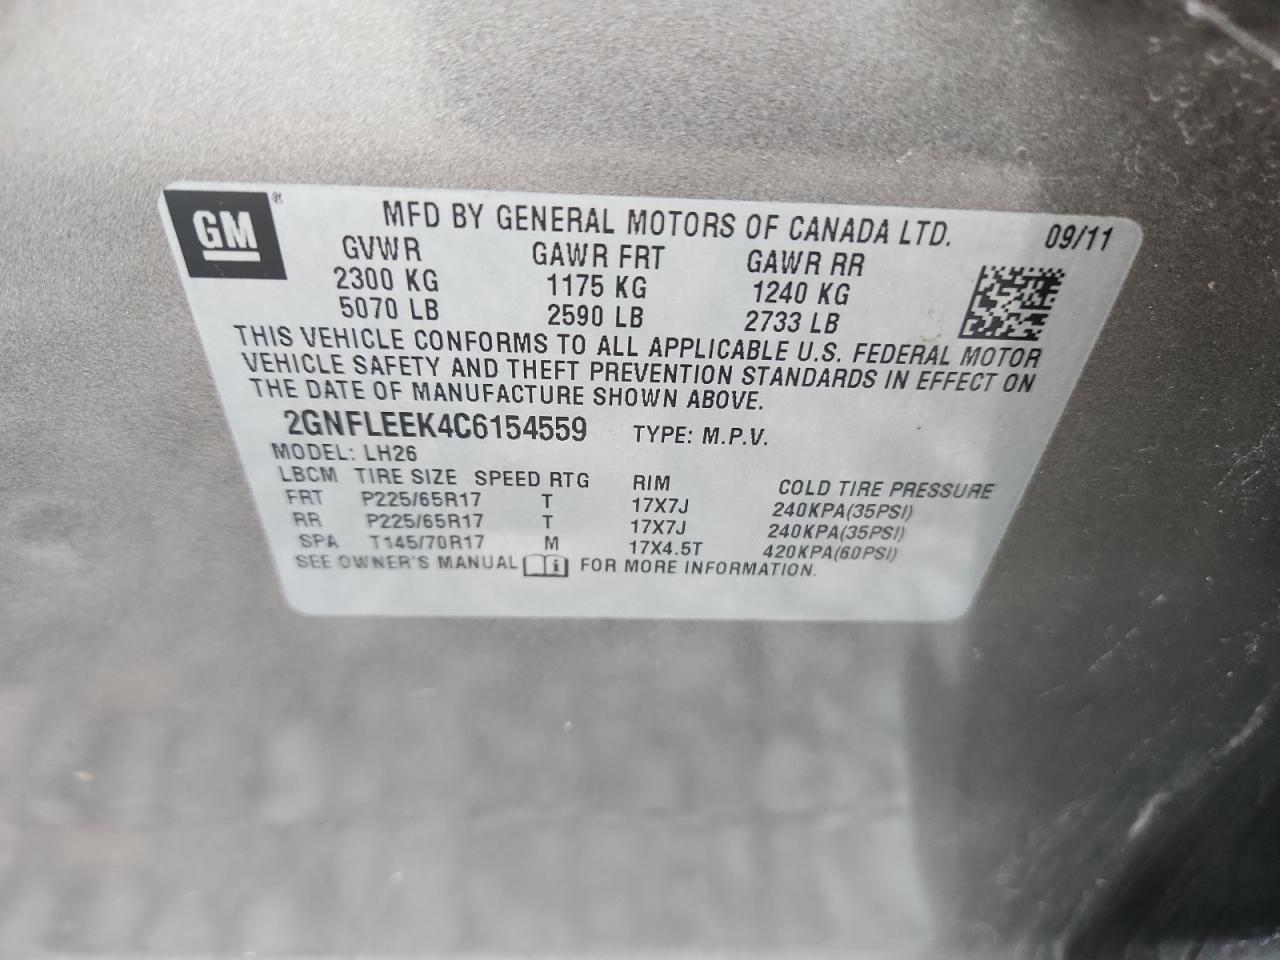 GM ®
MFD BY GENERAL MOTORS OF CANADA LTD. 09/11
GVWR GAWR FRT GAWR RR
2300 KG 1175 KG 1240 KG
5070 LB 2590 LB 2733 LB
THIS VEHICLE CONFORMS TO ALL APPLICABLE U.S. FEDERAL MOTOR
VEHICLE SAFETY AND THEFT PREVENTION STANDARDS IN EFFECT ON
THE DATE OF MANUFACTURE SHOWN ABOVE.
2GNFLEEK4C6154559 TYPE: M.P.V.
MODEL: LH26
LBCM TIRE SIZE SPEED RTG RIM COLD TIRE PRESSURE
FRT P225/65R17 T 17X7J 240KPA(35PSI)
RR P225/65R17 T 17X7J 240KPA(35PSI)
SPA T145/70R17 M 17X4.5T 420KPA(60PSI)
SEE OWNER'S MANUAL i FOR MORE INFORMATION.